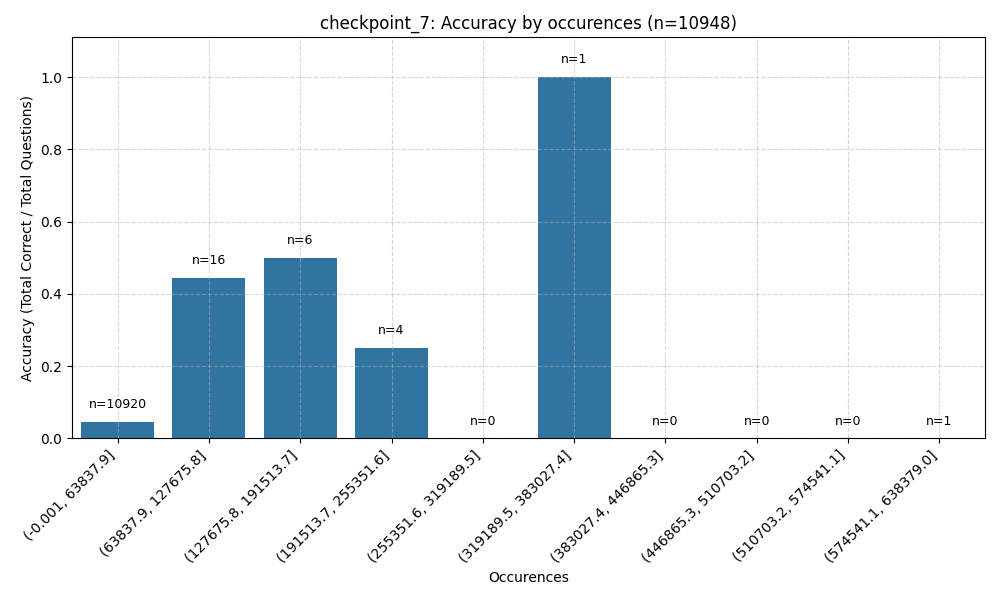 checkpoint_7: Accuracy by occurences (n=10948)
Accuracy (Total Correct / Total Questions)
1.0
0.8
0.6
0.4
0.2
0.0
n=10920
n=16
n=6
n=4
n=0
n=1
n=0
n=0
n=0
n=1
(-0.001, 63837.9]
(63837.9, 127675.8]
(127675.8, 191513.7]
(191513.7, 255351.6]
(255351.6, 319189.5]
(319189.5, 383027.4]
(383027.4, 446865.3]
(446865.3, 510703.2]
(510703.2, 574541.1]
(574541.1, 638379.0]
Occurences